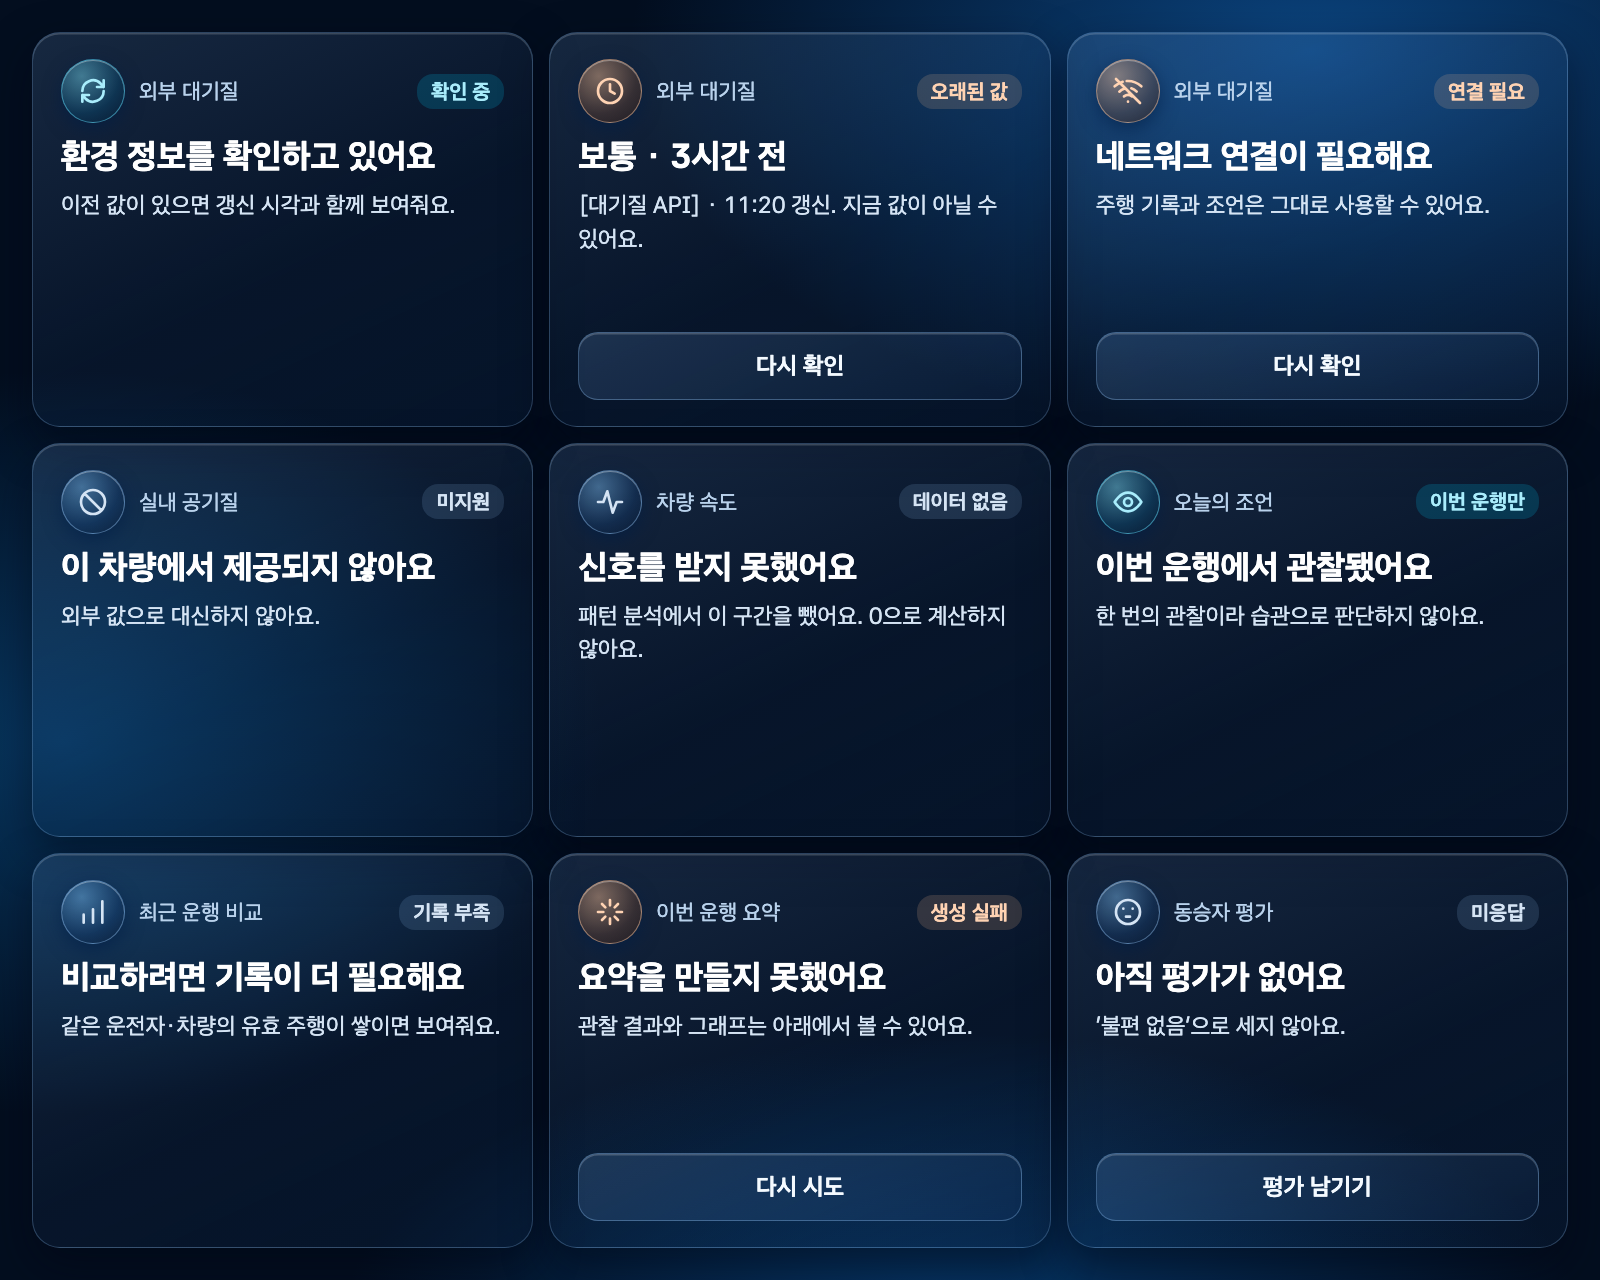 외부 대기질
확인 중
환경 정보를 확인하고 있어요
이전 값이 있으면 갱신 시각과 함께 보여줘요.
외부 대기질
오래된 값
보통 · 3시간 전
[대기질 API] · 11:20 갱신. 지금 값이 아닐 수
있어요.
다시 확인
외부 대기질
연결 필요
네트워크 연결이 필요해요
주행 기록과 조언은 그대로 사용할 수 있어요.
다시 확인
실내 공기질
미지원
이 차량에서 제공되지 않아요
외부 값으로 대신하지 않아요.
차량 속도
데이터 없음
신호를 받지 못했어요
패턴 분석에서 이 구간을 뺐어요. 0으로 계산하지
않아요.
오늘의 조언
이번 운행만
이번 운행에서 관찰됐어요
한 번의 관찰이라 습관으로 판단하지 않아요.
최근 운행 비교
기록 부족
비교하려면 기록이 더 필요해요
같은 운전자·차량의 유효 주행이 쌓이면 보여줘요.
이번 운행 요약
생성 실패
요약을 만들지 못했어요
관찰 결과와 그래프는 아래에서 볼 수 있어요.
다시 시도
동승자 평가
미응답
아직 평가가 없어요
'불편 없음'으로 세지 않아요.
평가 남기기